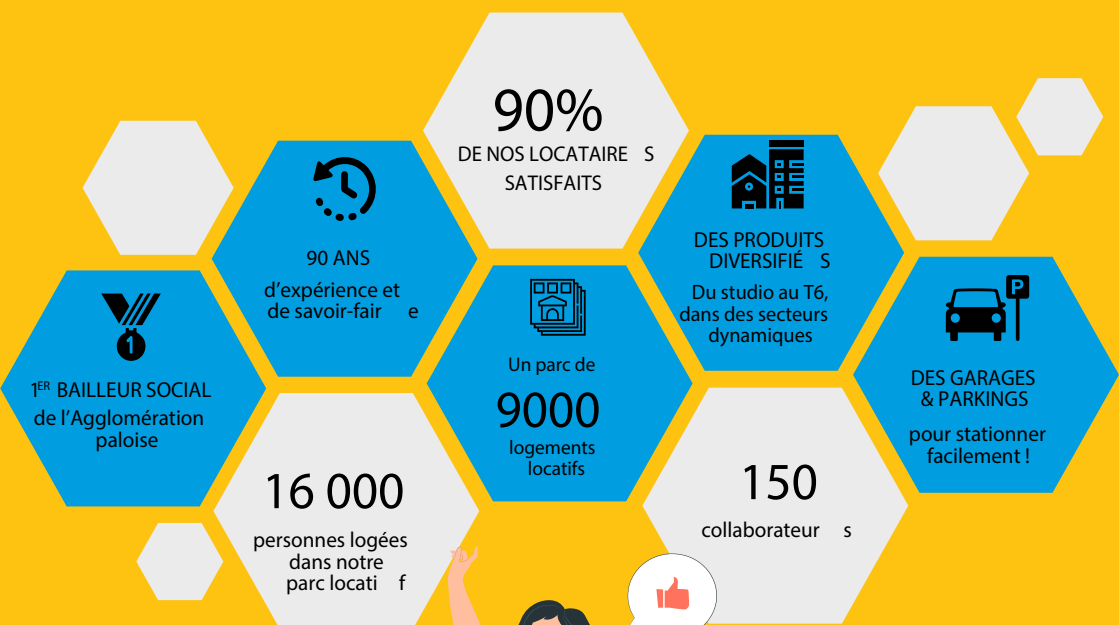 90%
DE NOS LOCATAIRE S
SATISFAITS
90 ANS
d'expérience et
de savoir-fair e
DES PRODUITS
DIVERSIFIÉ S
Du studio au T6,
dans des secteurs
dynamiques
1ER BAILLEUR SOCIAL
de l'Agglomération
paloise
1
Un parc de
9000
logements
locatifs
P
DES GARAGES
& PARKINGS
pour stationner
facilement !
16 000
personnes logées
dans notre
parc locati f
150
collaborateur s